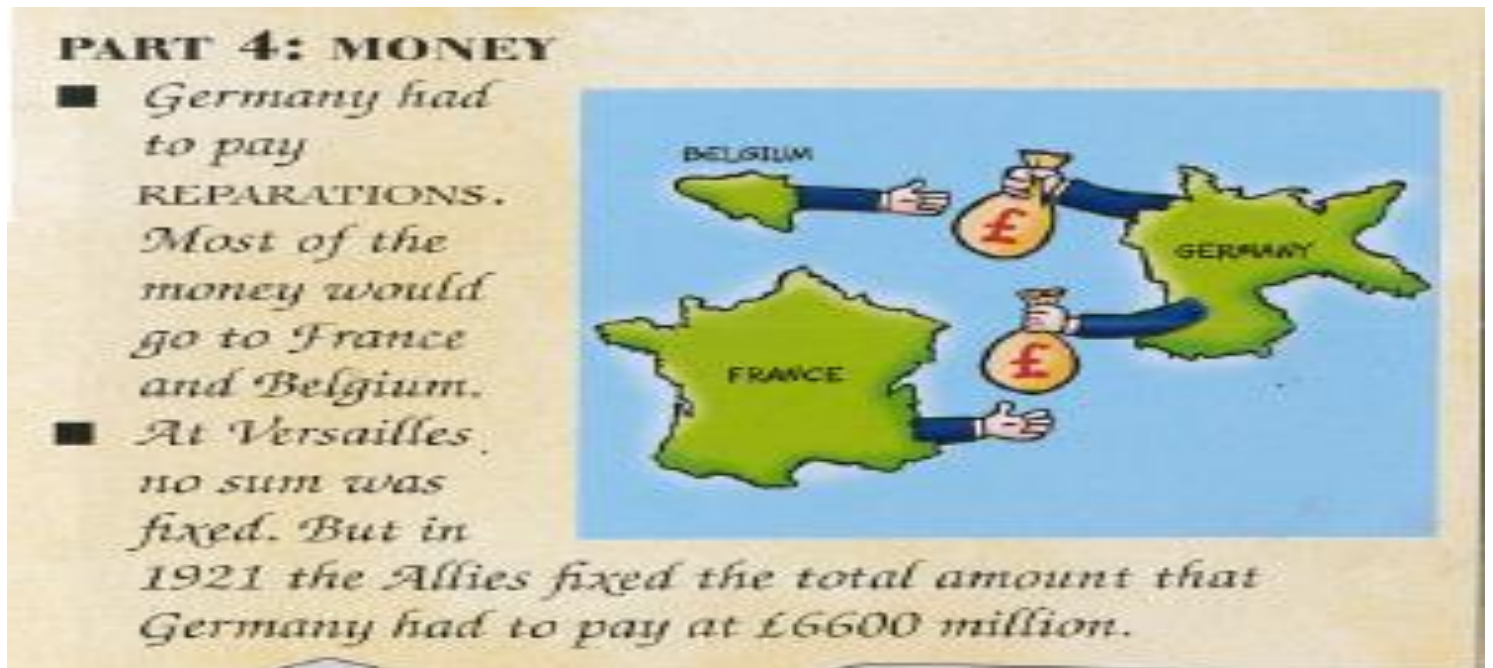 PART 4: MONEY
■ Germany had
to pay
REPARATIONS.
Most of the
money would
go to France
and Belgium.
■ At Versailles
no sum was
fixed. But in
1921 the Allies fixed the total amount that
Germany had to pay at £6600 million.
BELGIUM
£
GERMANY
£
FRANCE